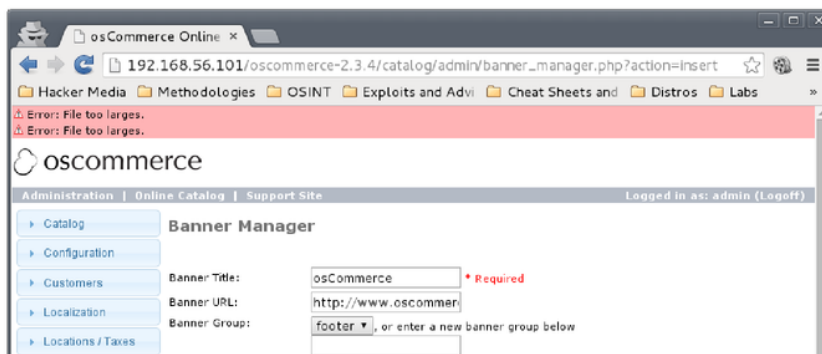 osCommerce Online ×
192.168.56.101/oscommerce-2.3.4/catalog/admin/banner_manager.php?action=insert
Hacker Media Methodologies OSINT Exploits and Advi Cheat Sheets and Distros Labs »
Error: File too larges.
Error: File too larges.
oscommerce
Administration | Online Catalog | Support Site Logged in as: admin (Logoff)
Catalog
Banner Manager
Configuration
Customers
Banner Title: osCommerce * Required
Banner URL: http://www.oscommer
Localization
Banner Group: footer , or enter a new banner group below
Locations / Taxes